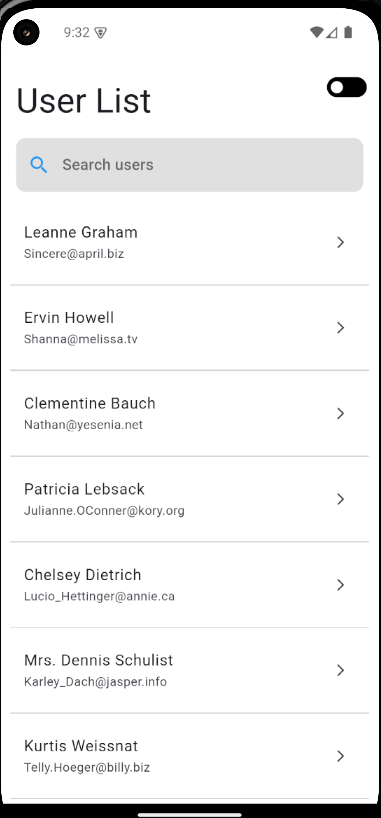 9:32
User List
Search users
Leanne Graham
Sincere@april.biz
Ervin Howell
Shanna@melissa.tv
Clementine Bauch
Nathan@yesenia.net
Patricia Lebsack
Julianne.OConner@kory.org
Chelsey Dietrich
Lucio_Hettinger@annie.ca
Mrs. Dennis Schulist
Karley_Dach@jasper.info
Kurtis Weissnat
Telly.Hoeger@billy.biz